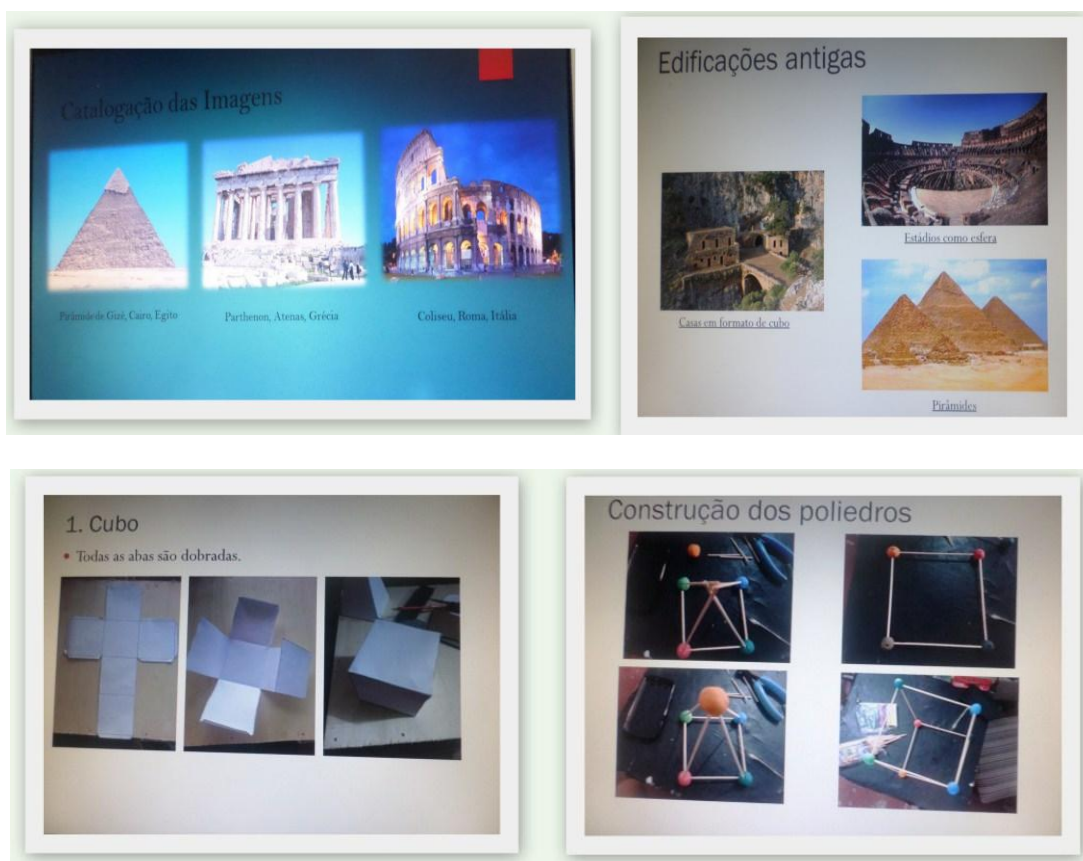 Catalogação das Imagens
Pirâmide de Gizé, Cairo, Egito
Parthenon, Atenas, Grécia
Coliseu, Roma, Itália
Edificações antigas
Estádios como esfera
Casas em formato de cubo
Pirâmides
1. Cubo
• Todas as abas são dobradas.
Construção dos poliedros